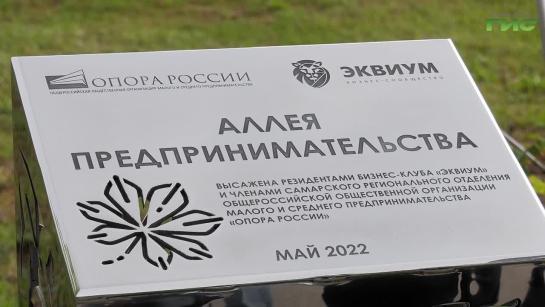 ГИС
ОПОРА РОССИИ
ОБЩЕРОССИЙСКАЯ ОБЩЕСТВЕННАЯ ОРГАНИЗАЦИЯ МАЛОГО И СРЕДНЕГО ПРЕДПРИНИМАТЕЛЬСТВА
ЭКВИУМ
БИЗНЕС-СООБЩЕСТВО
АЛЛЕЯ
ПРЕДПРИНИМАТЕЛЬСТВА
ВЫСАЖЕНА РЕЗИДЕНТАМИ БИЗНЕС-КЛУБА «ЭКВИУМ»
И ЧЛЕНАМИ САМАРСКОГО РЕГИОНАЛЬНОГО ОТДЕЛЕНИЯ
ОБЩЕРОССИЙСКОЙ ОБЩЕСТВЕННОЙ ОРГАНИЗАЦИИ
МАЛОГО И СРЕДНЕГО ПРЕДПРИНИМАТЕЛЬСТВА
«ОПОРА РОССИИ»
МАЙ 2022